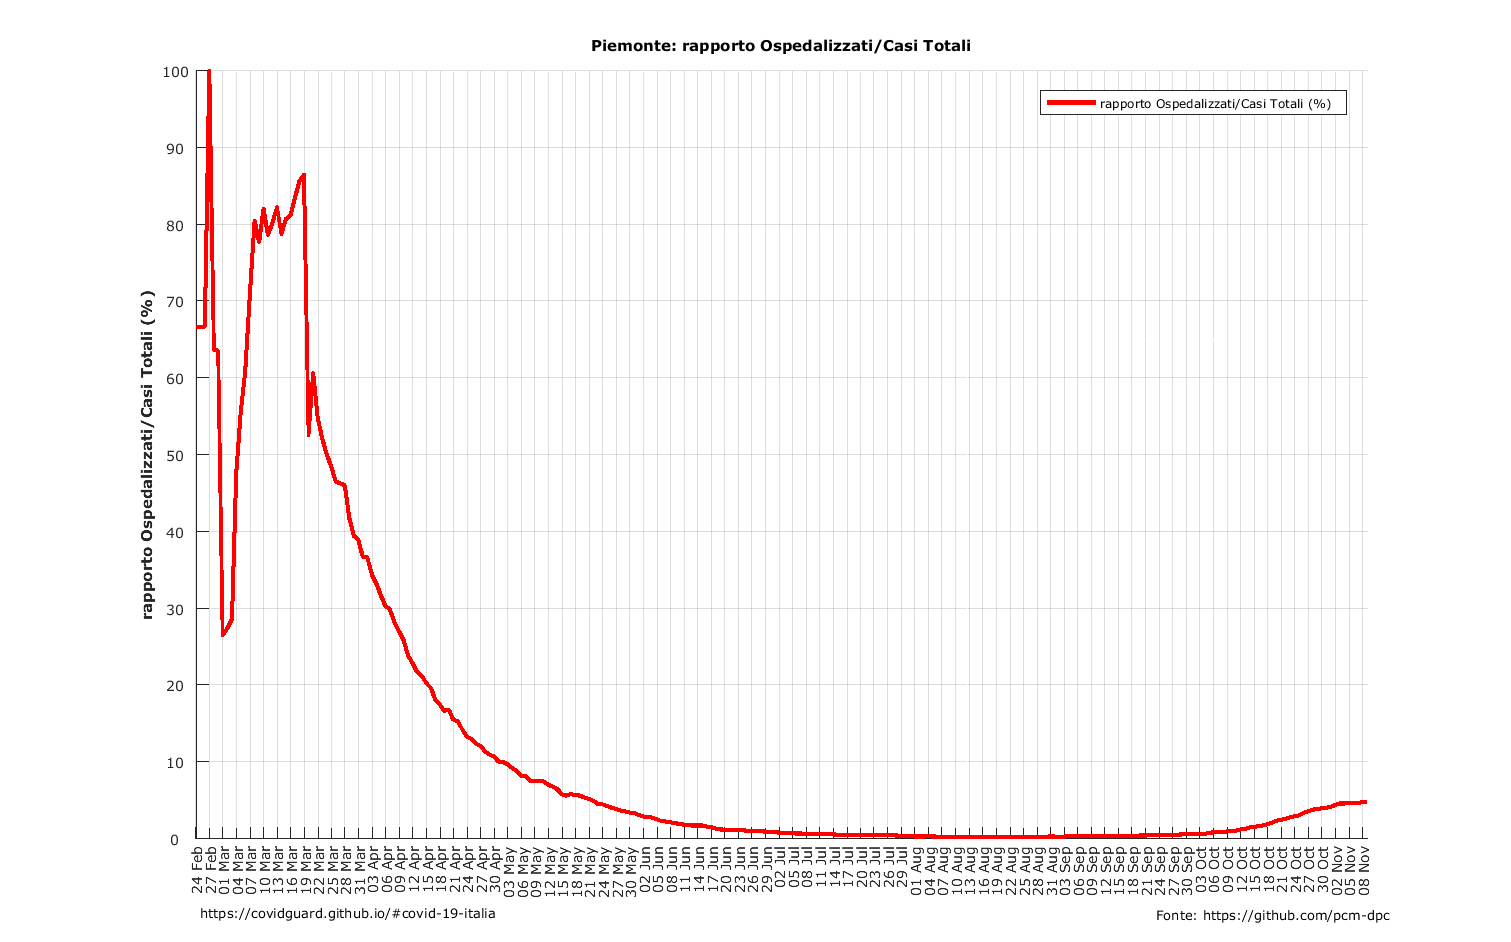 Piemonte: rapporto Ospedalizzati/Casi Totali
rapporto Ospedalizzati/Casi Totali (%)
rapporto Ospedalizzati/Casi Totali (%)
100
90
80
70
60
50
40
30
20
10
0
24 Feb
27 Feb
01 Mar
04 Mar
07 Mar
10 Mar
13 Mar
16 Mar
19 Mar
22 Mar
25 Mar
28 Mar
31 Mar
03 Apr
06 Apr
09 Apr
12 Apr
15 Apr
18 Apr
21 Apr
24 Apr
27 Apr
30 Apr
03 May
06 May
09 May
12 May
15 May
18 May
21 May
24 May
27 May
30 May
02 Jun
05 Jun
08 Jun
11 Jun
14 Jun
17 Jun
20 Jun
23 Jun
26 Jun
29 Jun
02 Jul
05 Jul
08 Jul
11 Jul
14 Jul
17 Jul
20 Jul
23 Jul
26 Jul
29 Jul
01 Aug
04 Aug
07 Aug
10 Aug
13 Aug
16 Aug
19 Aug
22 Aug
25 Aug
28 Aug
31 Aug
03 Sep
06 Sep
09 Sep
12 Sep
15 Sep
18 Sep
21 Sep
24 Sep
27 Sep
30 Sep
03 Oct
06 Oct
09 Oct
12 Oct
15 Oct
18 Oct
21 Oct
24 Oct
27 Oct
30 Oct
02 Nov
05 Nov
08 Nov
https://covidguard.github.io/#covid-19-italia
Fonte: https://github.com/pcm-dpc